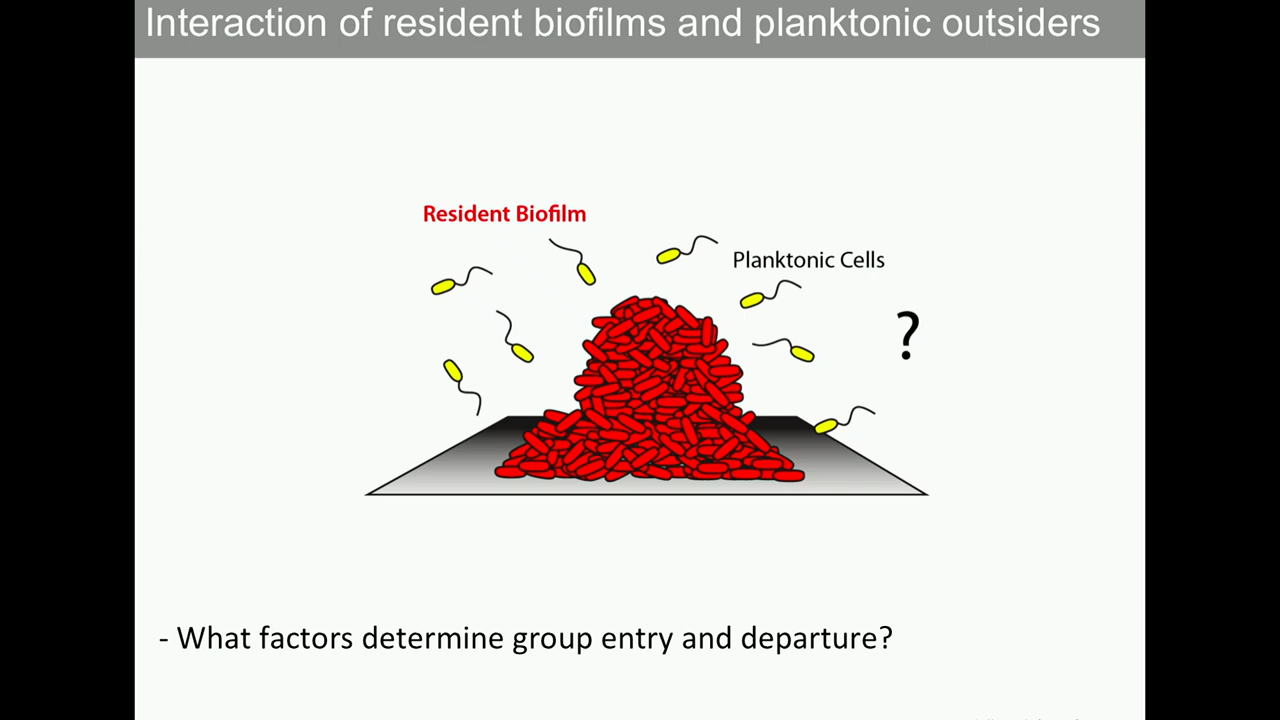 Interaction of resident biofilms and planktonic outsiders
Resident Biofilm
Planktonic Cells
?
- What factors determine group entry and departure?